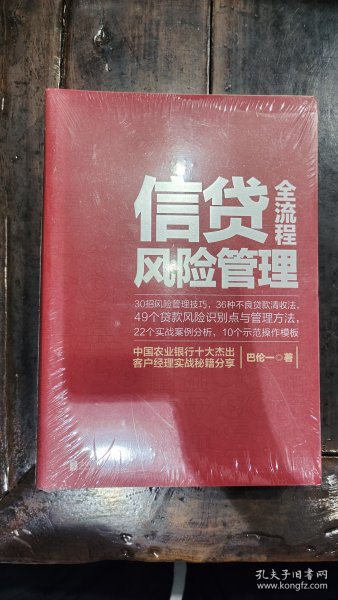 信贷全流程
风险管理
30招风险管理技巧，36种不良贷款清收法，
49个贷款风险识别点与管理方法，
22个实战案例分析，10个示范操作模板
中国农业银行十大杰出
客户经理实战秘籍分享
巴伦一○著
孔夫子旧书网
www.kongfz.com